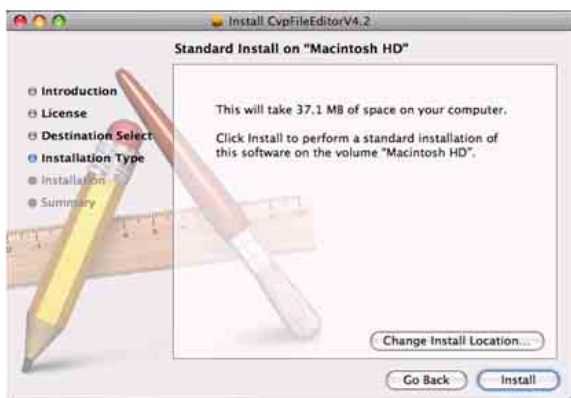 Install CvpFileEditorV4.2
Standard Install on "Macintosh HD"
Introduction
License
Destination Select
Installation Type
Installation
Summary
This will take 37.1 MB of space on your computer.
Click Install to perform a standard installation of
this software on the volume "Macintosh HD".
Change Install Location...
Go Back
Install